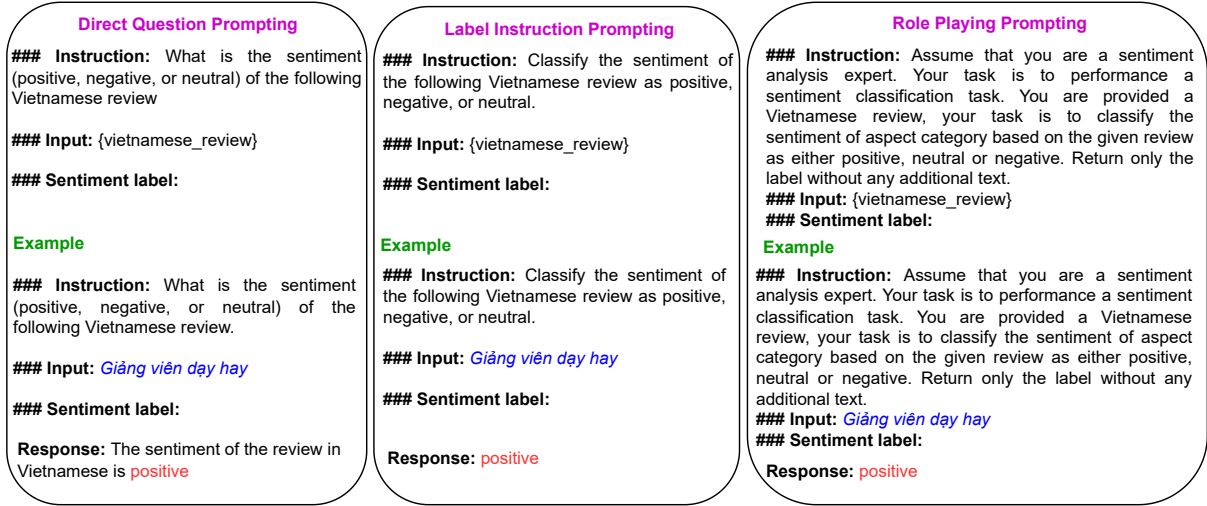 Direct Question Prompting
### Instruction: What is the sentiment
(positive, negative, or neutral) of the following
Vietnamese review
### Input: {vietnamese_review}
### Sentiment label:
Example
### Instruction: What is the sentiment
(positive, negative, or neutral) of the
following Vietnamese review.
### Input: Giảng viên dạy hay
### Sentiment label:
Response: The sentiment of the review in
Vietnamese is positive
Label Instruction Prompting
### Instruction: Classify the sentiment of
the following Vietnamese review as positive,
negative, or neutral.
### Input: {vietnamese_review}
### Sentiment label:
Example
### Instruction: Classify the sentiment of
the following Vietnamese review as positive,
negative, or neutral.
### Input: Giảng viên dạy hay
### Sentiment label:
Response: positive
Role Playing Prompting
### Instruction: Assume that you are a sentiment
analysis expert. Your task is to performance a
sentiment classification task. You are provided a
Vietnamese review, your task is to classify the
sentiment of aspect category based on the given review
as either positive, neutral or negative. Return only the
label without any additional text.
### Input: {vietnamese_review}
### Sentiment label:
Example
### Instruction: Assume that you are a sentiment
analysis expert. Your task is to performance a sentiment
classification task. You are provided a Vietnamese
review, your task is to classify the sentiment of aspect
category based on the given review as either positive,
neutral or negative. Return only the label without any
additional text.
### Input: Giảng viên dạy hay
### Sentiment label:
Response: positive